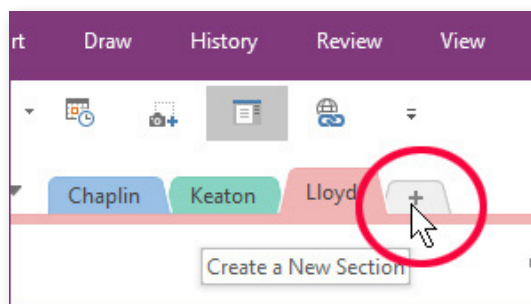 rt Draw History Review View
Chaplin Keaton Lloyd +
Create a New Section